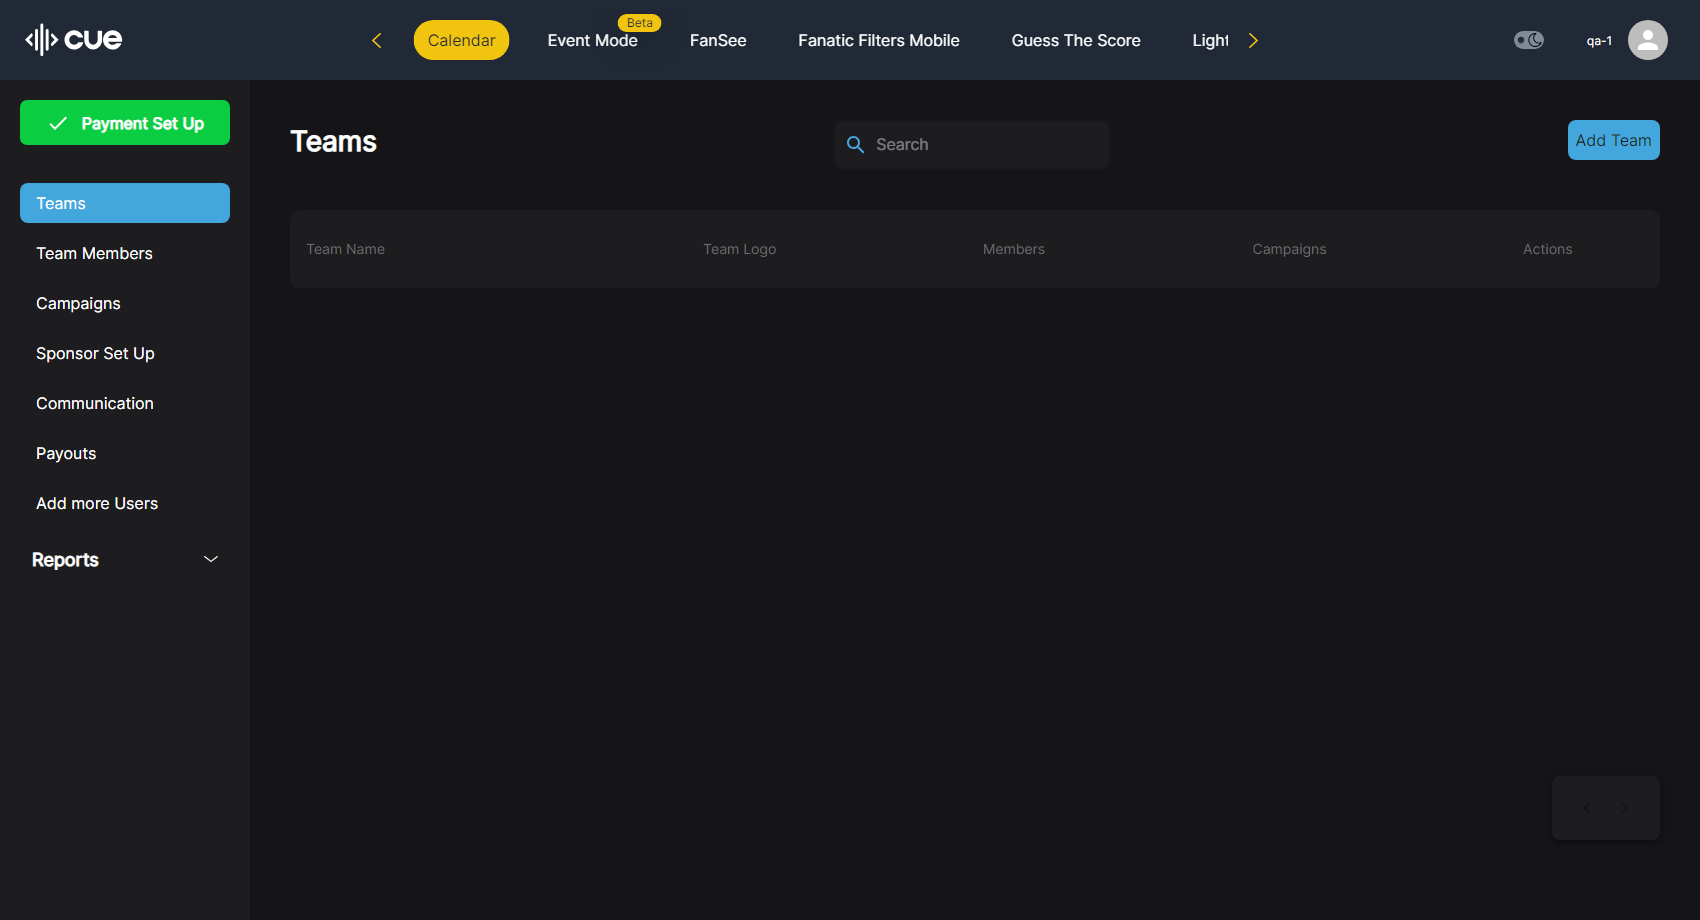 cue
Calendar
Event Mode
Beta
FanSee
Fanatic Filters Mobile
Guess The Score
Light
qa-1
Payment Set Up
Teams
Team Members
Campaigns
Sponsor Set Up
Communication
Payouts
Add more Users
Reports
Teams
Search
Add Team
Team Name
Team Logo
Members
Campaigns
Actions